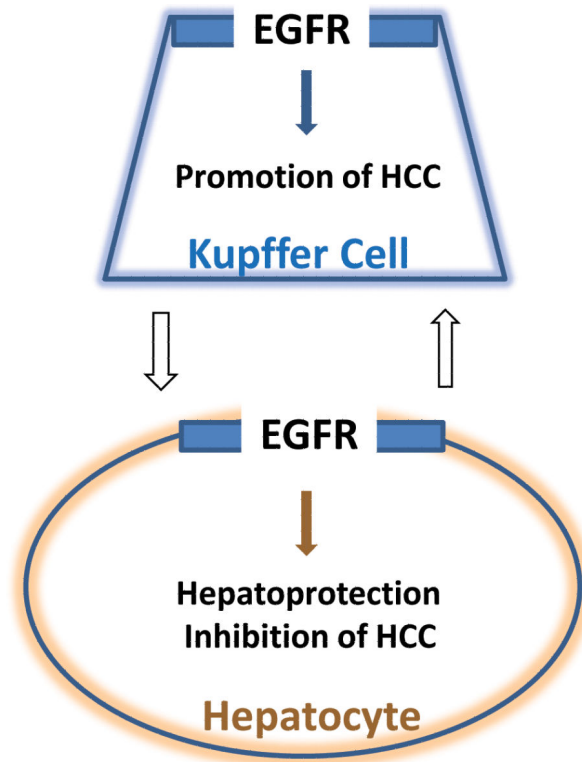 EGFR
Promotion of HCC
Kupffer Cell
EGFR
Hepatoprotection
Inhibition of HCC
Hepatocyte